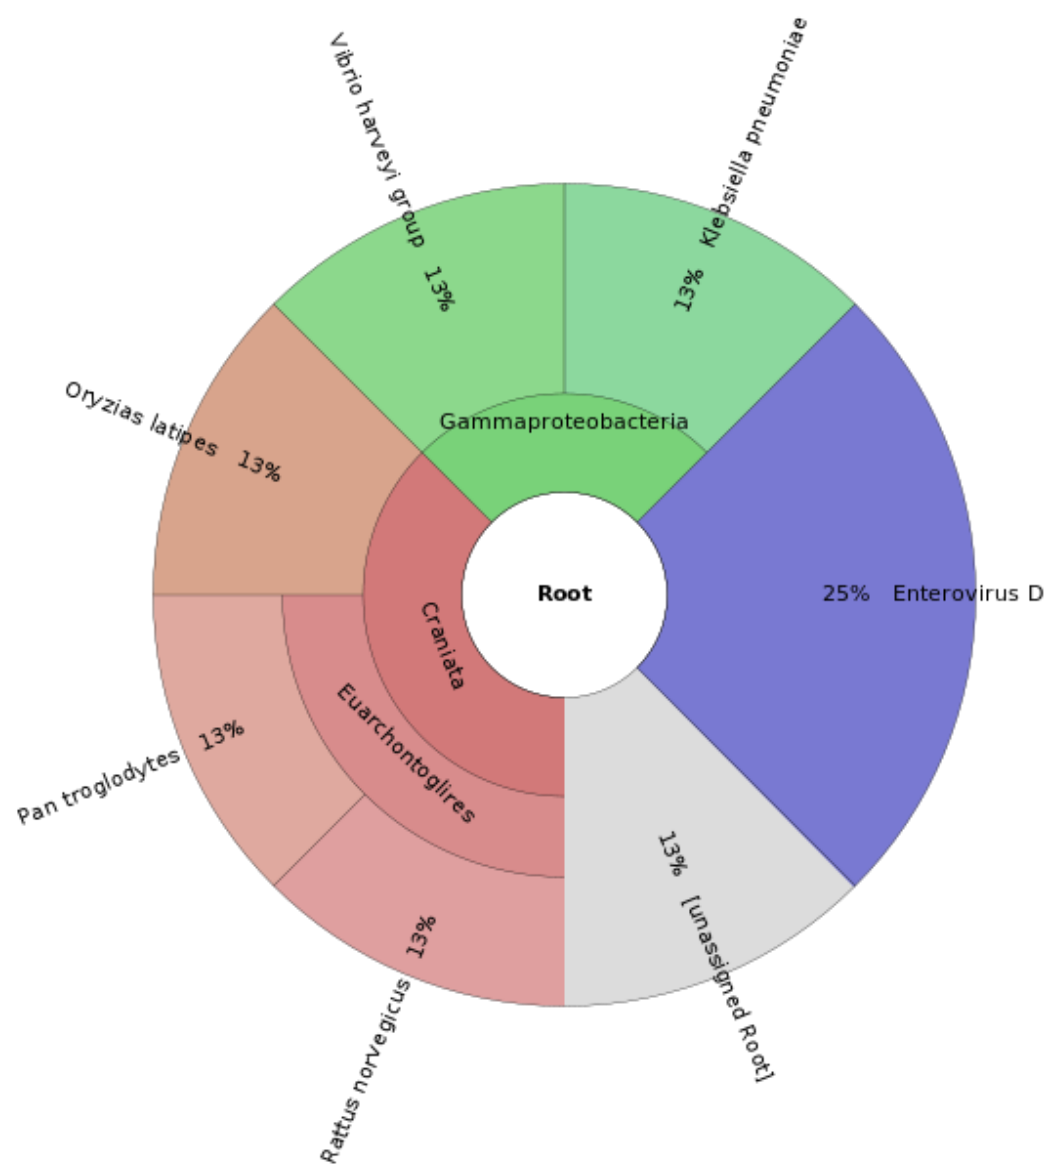 Vibrio harveyi group 13%
13% Klebsiella pneumoniae
Gammaproteobacteria
Oryzias latipes 13%
Root
25% Enterovirus D
Craniata
Euarchontoglires
Pan troglodytes 13%
Rattus norvegicus 13%
13% [unassigned Root]